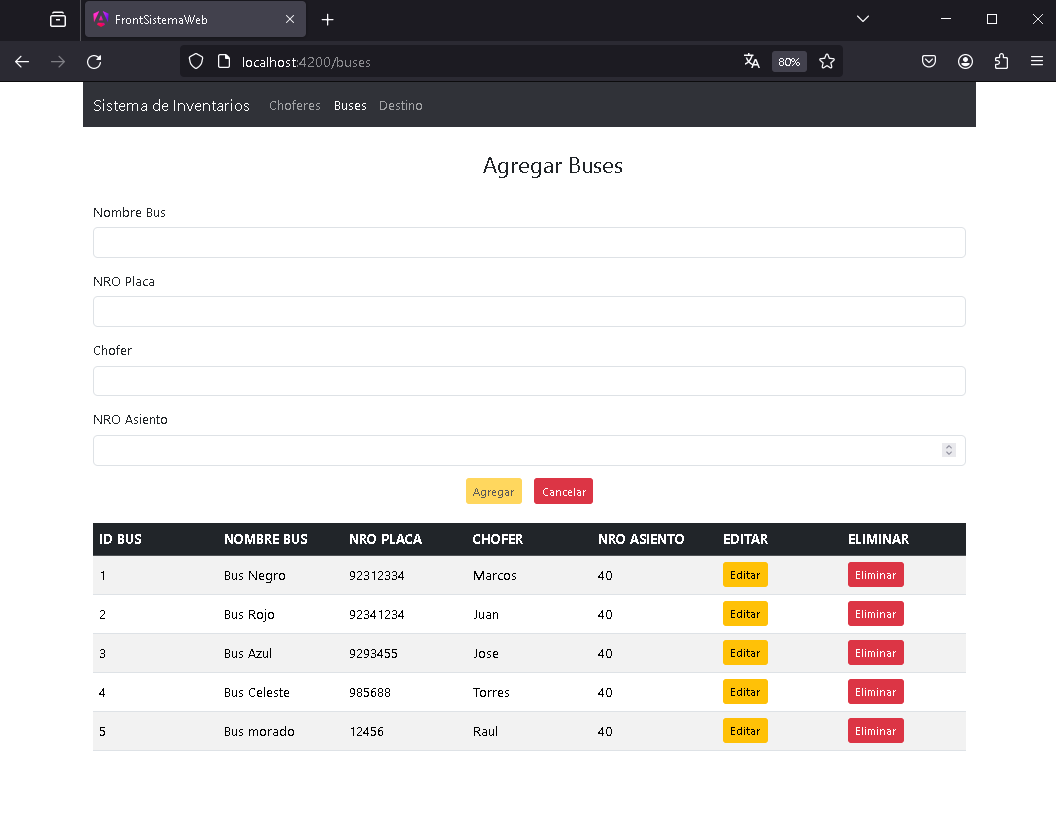 FrontSistemaWeb
localhost:4200/buses
80%
Sistema de Inventarios Choferes Buses Destino
Agregar Buses
Nombre Bus
NRO Placa
Chofer
NRO Asiento
Agregar Cancelar
ID BUS NOMBRE BUS NRO PLACA CHOFER NRO ASIENTO EDITAR ELIMINAR
1 Bus Negro 92312334 Marcos 40 Editar Eliminar
2 Bus Rojo 92341234 Juan 40 Editar Eliminar
3 Bus Azul 9293455 Jose 40 Editar Eliminar
4 Bus Celeste 985688 Torres 40 Editar Eliminar
5 Bus morado 12456 Raul 40 Editar Eliminar